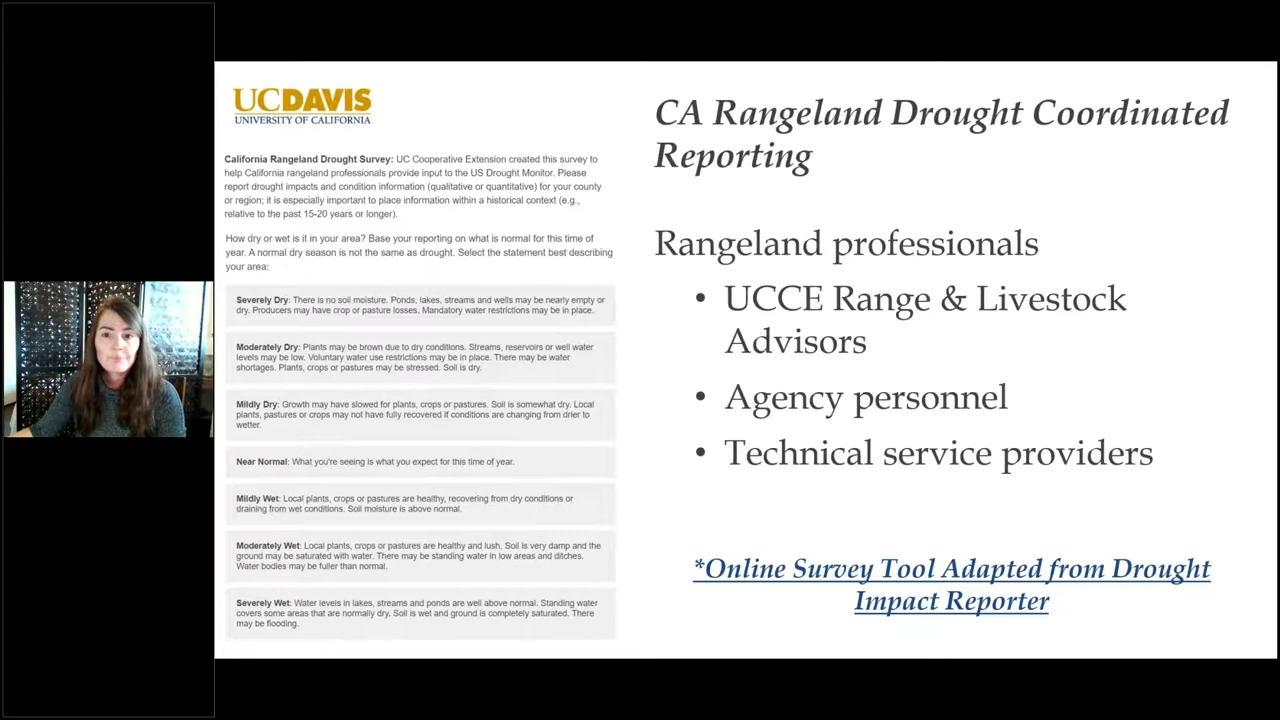 UCDAVIS
UNIVERSITY OF CALIFORNIA
California Rangeland Drought Survey: UC Cooperative Extension created this survey to
help California rangeland professionals provide input to the US Drought Monitor. Please
report drought impacts and condition information (qualitative or quantitative) for your county
or region; it is especially important to place information within a historical context (e.g.,
relative to the past 15-20 years or longer).
How dry or wet is it in your area? Base your reporting on what is normal for this time of
year. A normal dry season is not the same as drought. Select the statement best describing
your area:
Severely Dry: There is no soil moisture. Ponds, lakes, streams and wells may be nearly empty or
dry. Producers may have crop or pasture losses. Mandatory water restrictions may be in place.
Moderately Dry: Plants may be brown due to dry conditions. Streams, reservoirs or well water
levels may be low. Voluntary water use restrictions may be in place. There may be water
shortages. Plants, crops or pastures may be stressed. Soil is dry.
Mildly Dry: Growth may have slowed for plants, crops or pastures. Soil is somewhat dry. Local
plants, pastures or crops may not have fully recovered if conditions are changing from drier to
wetter.
Near Normal: What you're seeing is what you expect for this time of year.
Mildly Wet: Local plants, crops or pastures are healthy, recovering from dry conditions or
draining from wet conditions. Soil moisture is above normal.
Moderately Wet: Local plants, crops or pastures are healthy and lush. Soil is very damp and the
ground may be saturated with water. There may be standing water in low areas and ditches.
Water bodies may be fuller than normal.
Severely Wet: Water levels in lakes, streams and ponds are well above normal. Standing water
covers some areas that are normally dry. Soil is wet and ground is completely saturated. There
may be flooding.
CA Rangeland Drought Coordinated
Reporting
Rangeland professionals
• UCCE Range & Livestock
Advisors
• Agency personnel
• Technical service providers
*Online Survey Tool Adapted from Drought
Impact Reporter